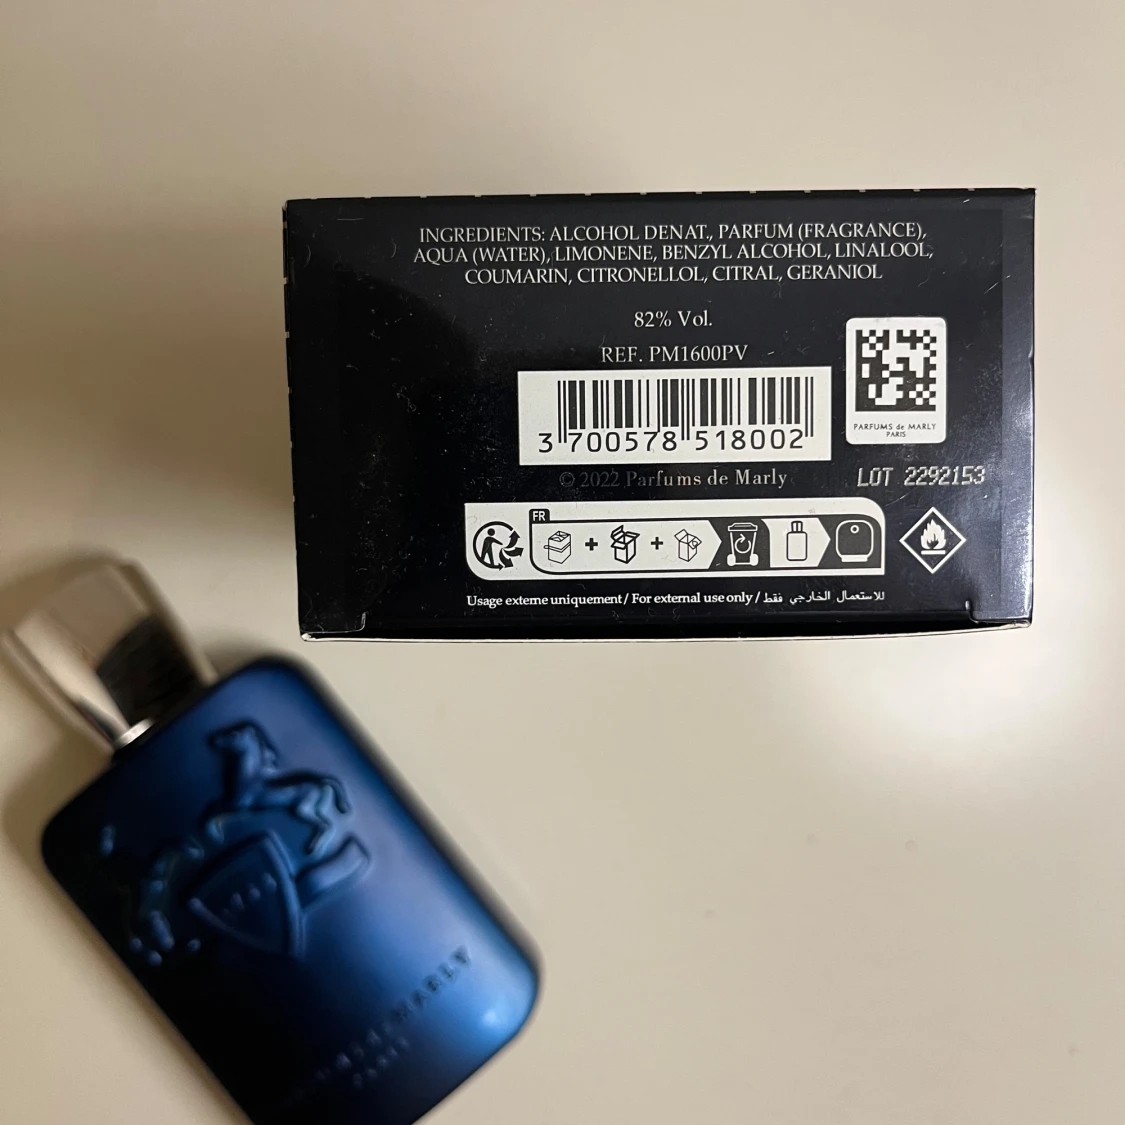 INGREDIENTS: ALCOHOL DENAT., PARFUM (FRAGRANCE),
AQUA (WATER), LIMONENE, BENZYL ALCOHOL, LINALOOL,
COUMARIN, CITRONELLOL, CITRAL, GERANIOL
82% Vol.
REF. PM1600PV
3 700578 518002
PARFUMS de MARLY
PARIS
© 2022 Parfums de Marly
LOT 2292153
FR
Usage externe uniquement / For external use only / للاستعمال الخارجي فقط
MARLY
PARIS